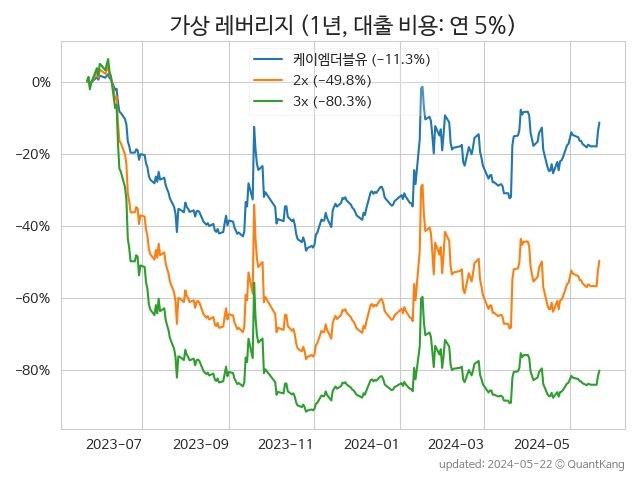 가상 레버리지 (1년, 대출 비용: 연 5%)
케이엠더블유 (−11.3%)
2x (−49.8%)
3x (−80.3%)
0%
−20%
−40%
−60%
−80%
2023-07
2023-09
2023-11
2024-01
2024-03
2024-05
updated: 2024-05-22 © QuantKang